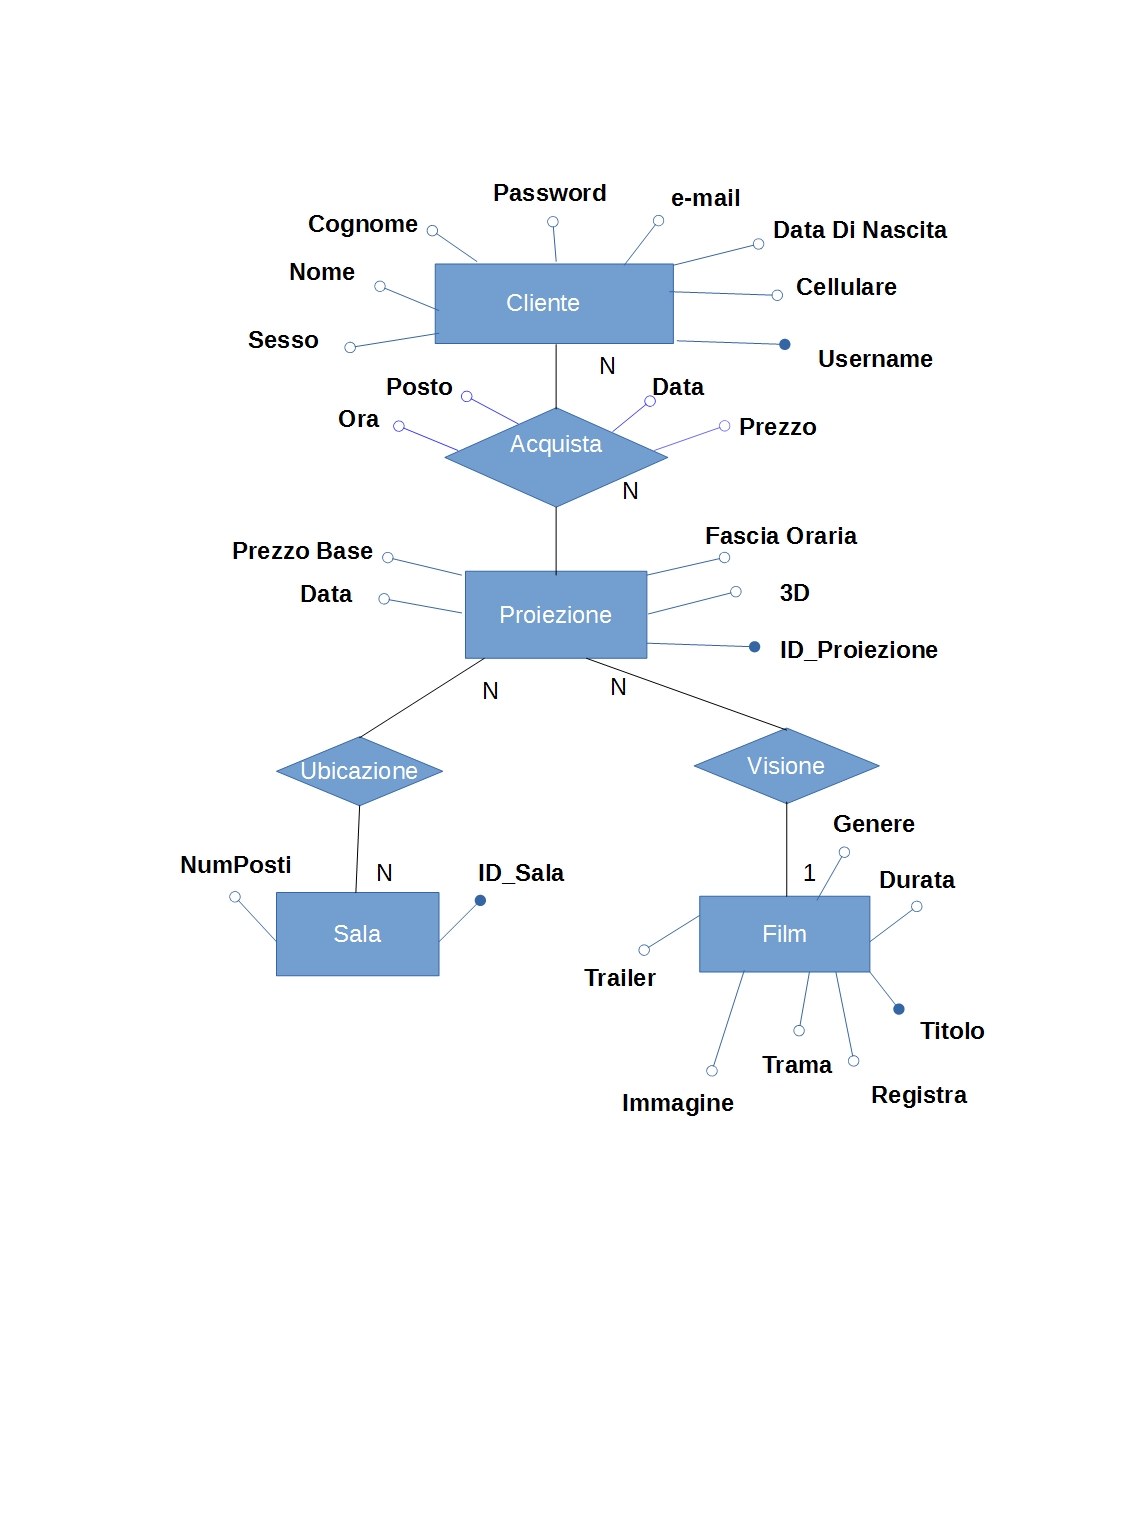 Password
e-mail
Cognome
Data Di Nascita
Nome
Cellulare
Cliente
Sesso
Username
N
Posto
Data
Ora
Prezzo
Acquista
N
Fascia Oraria
Prezzo Base
3D
Data
Proiezione
ID_Proiezione
N
N
Ubicazione
Visione
Genere
NumPosti
N
ID_Sala
1
Durata
Sala
Film
Trailer
Titolo
Trama
Registra
Immagine